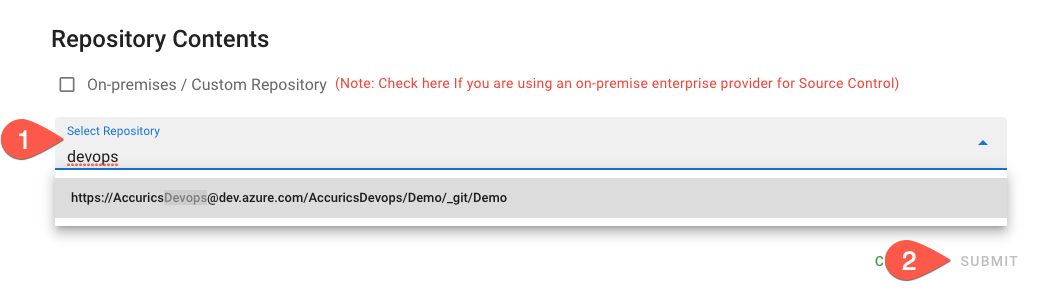 Repository Contents
On-premises / Custom Repository (Note: Check here If you are using an on-premise enterprise provider for Source Control)
1
Select Repository
devops
https://AccuricsDevops@dev.azure.com/AccuricsDevops/Demo/_git/Demo
C 2 SUBMIT